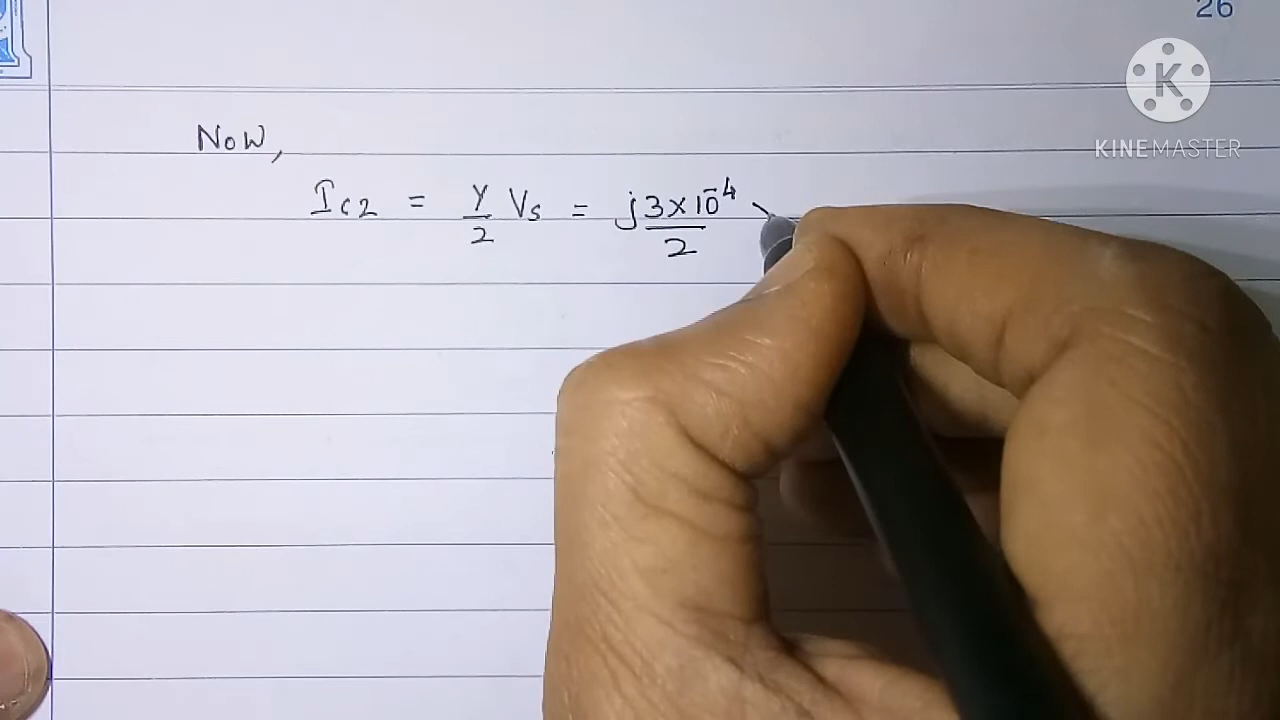 26
K
KINEMASTER
Now,
Ic2 = Y/2 Vs = j3×10⁻⁴/2